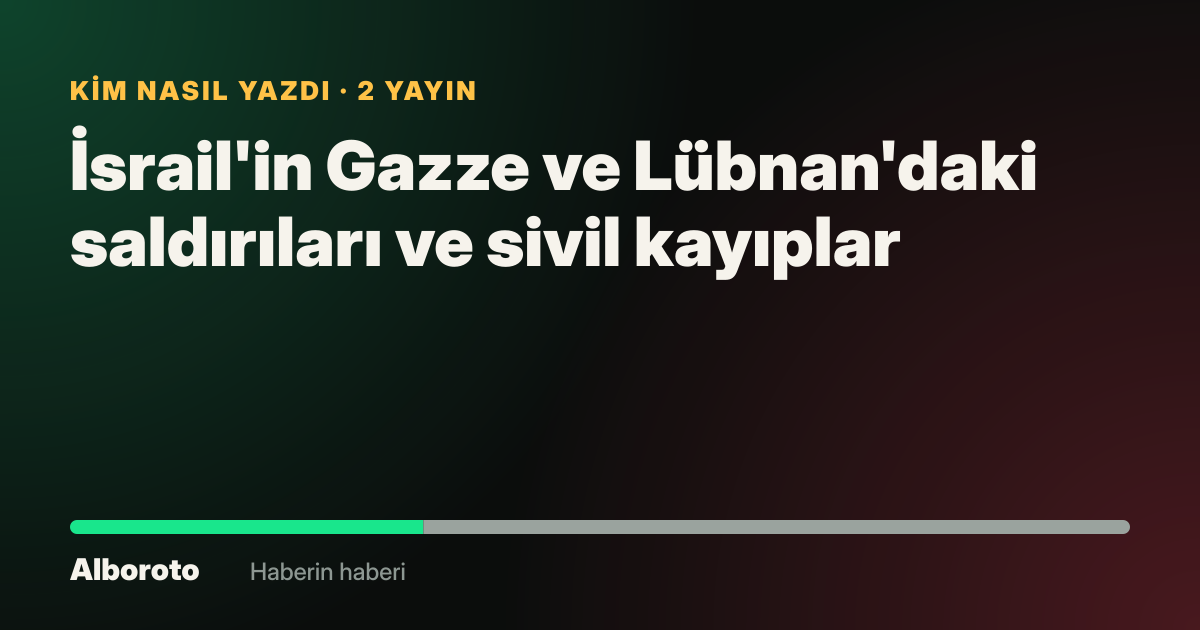 KİM NASIL YAZDI · 2 YAYIN
İsrail'in Gazze ve Lübnan'daki
saldırıları ve sivil kayıplar
Alboroto Haberin haberi